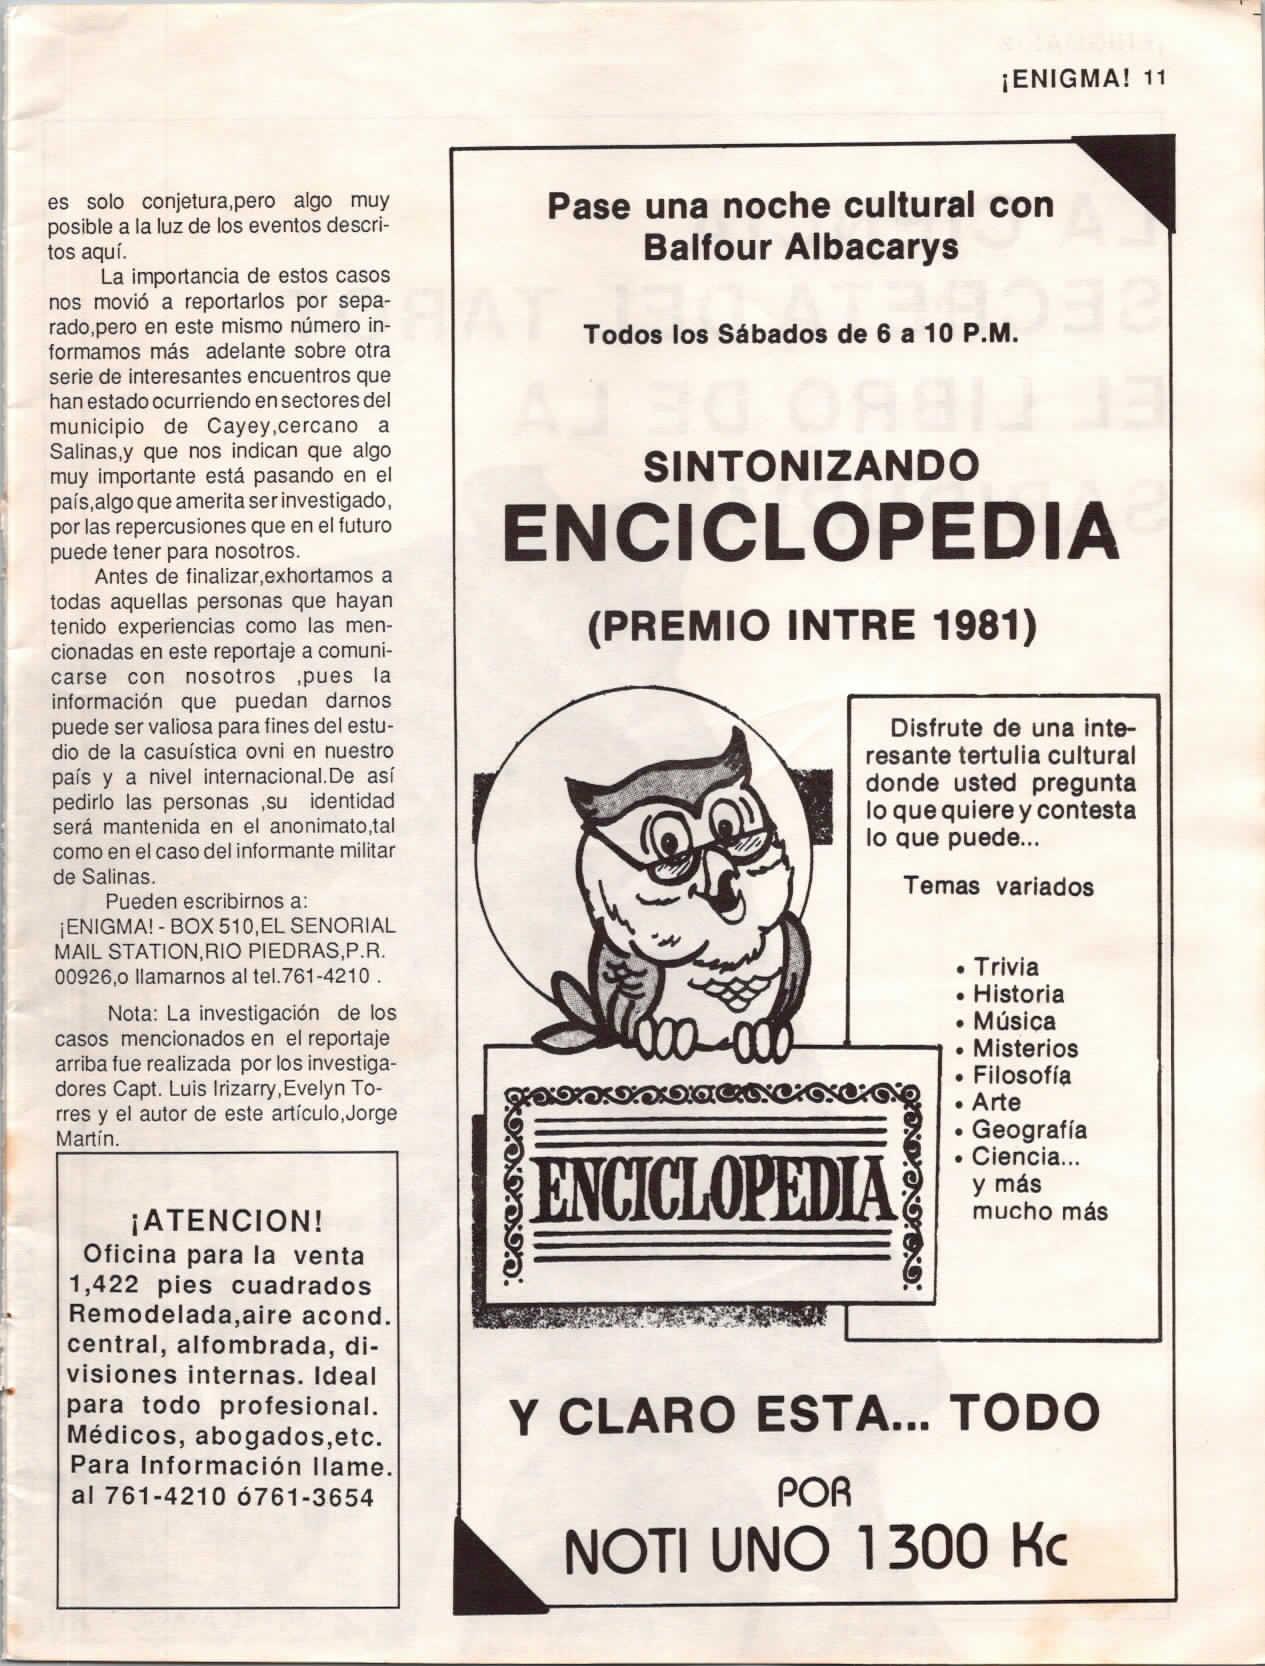 ¡ENIGMA! 11
es solo conjetura,pero algo muy
posible a la luz de los eventos descri-
tos aquí.
La importancia de estos casos
nos movió a reportarlos por sepa-
rado,pero en este mismo número in-
formamos más adelante sobre otra
serie de interesantes encuentros que
han estado ocurriendo en sectores del
municipio de Cayey,cercano a
Salinas,y que nos indican que algo
muy importante está pasando en el
país,algo que amerita ser investigado,
por las repercusiones que en el futuro
puede tener para nosotros.
Antes de finalizar,exhortamos a
todas aquellas personas que hayan
tenido experiencias como las men-
cionadas en este reportaje a comuni-
carse con nosotros ,pues la
información que puedan darnos
puede ser valiosa para fines del estu-
dio de la casuística ovni en nuestro
país y a nivel internacional.De así
pedirlo las personas ,su identidad
será mantenida en el anonimato,tal
como en el caso del informante militar
de Salinas.
Pueden escribirnos a:
¡ENIGMA! - BOX 510,EL SENORIAL
MAIL STATION,RIO PIEDRAS,P.R.
00926,o llamarnos al tel.761-4210 .
Nota: La investigación de los
casos mencionados en el reportaje
arriba fue realizada por los investiga-
dores Capt. Luis Irizarry,Evelyn To-
rres y el autor de este artículo,Jorge
Martín.
¡ATENCION!
Oficina para la venta
1,422 pies cuadrados
Remodelada,aire acond.
central, alfombrada, di-
visiones internas. Ideal
para todo profesional.
Médicos, abogados,etc.
Para Información llame.
al 761-4210 ó761-3654
Pase una noche cultural con
Balfour Albacarys
Todos los Sábados de 6 a 10 P.M.
SINTONIZANDO
ENCICLOPEDIA
(PREMIO INTRE 1981)
Disfrute de una inte-
resante tertulia cultural
donde usted pregunta
lo que quiere y contesta
lo que puede...
Temas variados
• Trivia
• Historia
• Música
• Misterios
• Filosofía
• Arte
• Geografía
• Ciencia...
y más
mucho más
ENCICLOPEDIA
Y CLARO ESTA... TODO
POR
NOTI UNO 1300 Kc